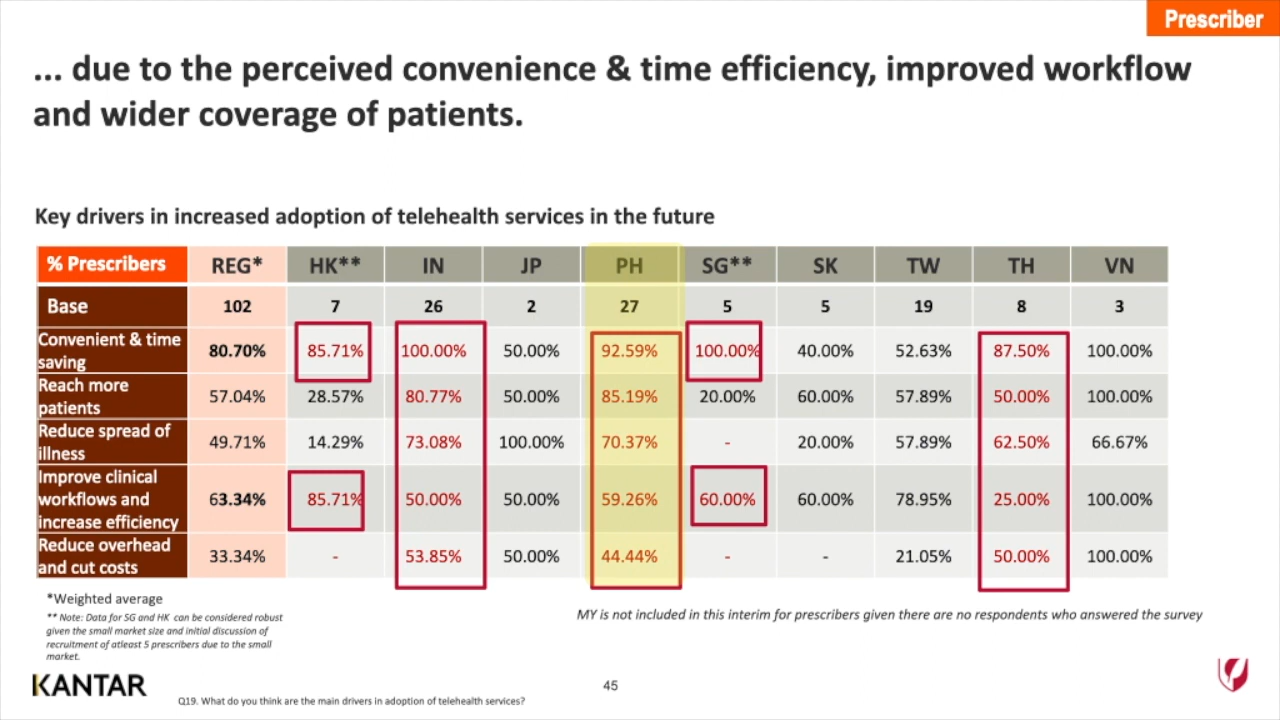 Prescriber
... due to the perceived convenience & time efficiency, improved workflow
and wider coverage of patients.
Key drivers in increased adoption of telehealth services in the future
% Prescribers REG* HK** IN JP PH SG** SK TW TH VN
Base 102 7 26 2 27 5 5 19 8 3
Convenient & time
saving 80.70% 85.71% 100.00% 50.00% 92.59% 100.00% 40.00% 52.63% 87.50% 100.00%
Reach more
patients 57.04% 28.57% 80.77% 50.00% 85.19% 20.00% 60.00% 57.89% 50.00% 100.00%
Reduce spread of
illness 49.71% 14.29% 73.08% 100.00% 70.37% - 20.00% 57.89% 62.50% 66.67%
Improve clinical
workflows and
increase efficiency 63.34% 85.71% 50.00% 50.00% 59.26% 60.00% 60.00% 78.95% 25.00% 100.00%
Reduce overhead
and cut costs 33.34% - 53.85% 50.00% 44.44% - - 21.05% 50.00% 100.00%
*Weighted average
** Note: Data for SG and HK can be considered robust
given the small market size and initial discussion of
recruitment of atleast 5 prescribers due to the small
market.
MY is not included in this interim for prescribers given there are no respondents who answered the survey
KANTAR
45
Q19. What do you think are the main drivers in adoption of telehealth services?